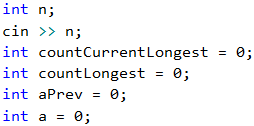 int n;
cin >> n;
int countCurrentLongest = 0;
int countLongest = 0;
int aPrev = 0;
int a = 0;